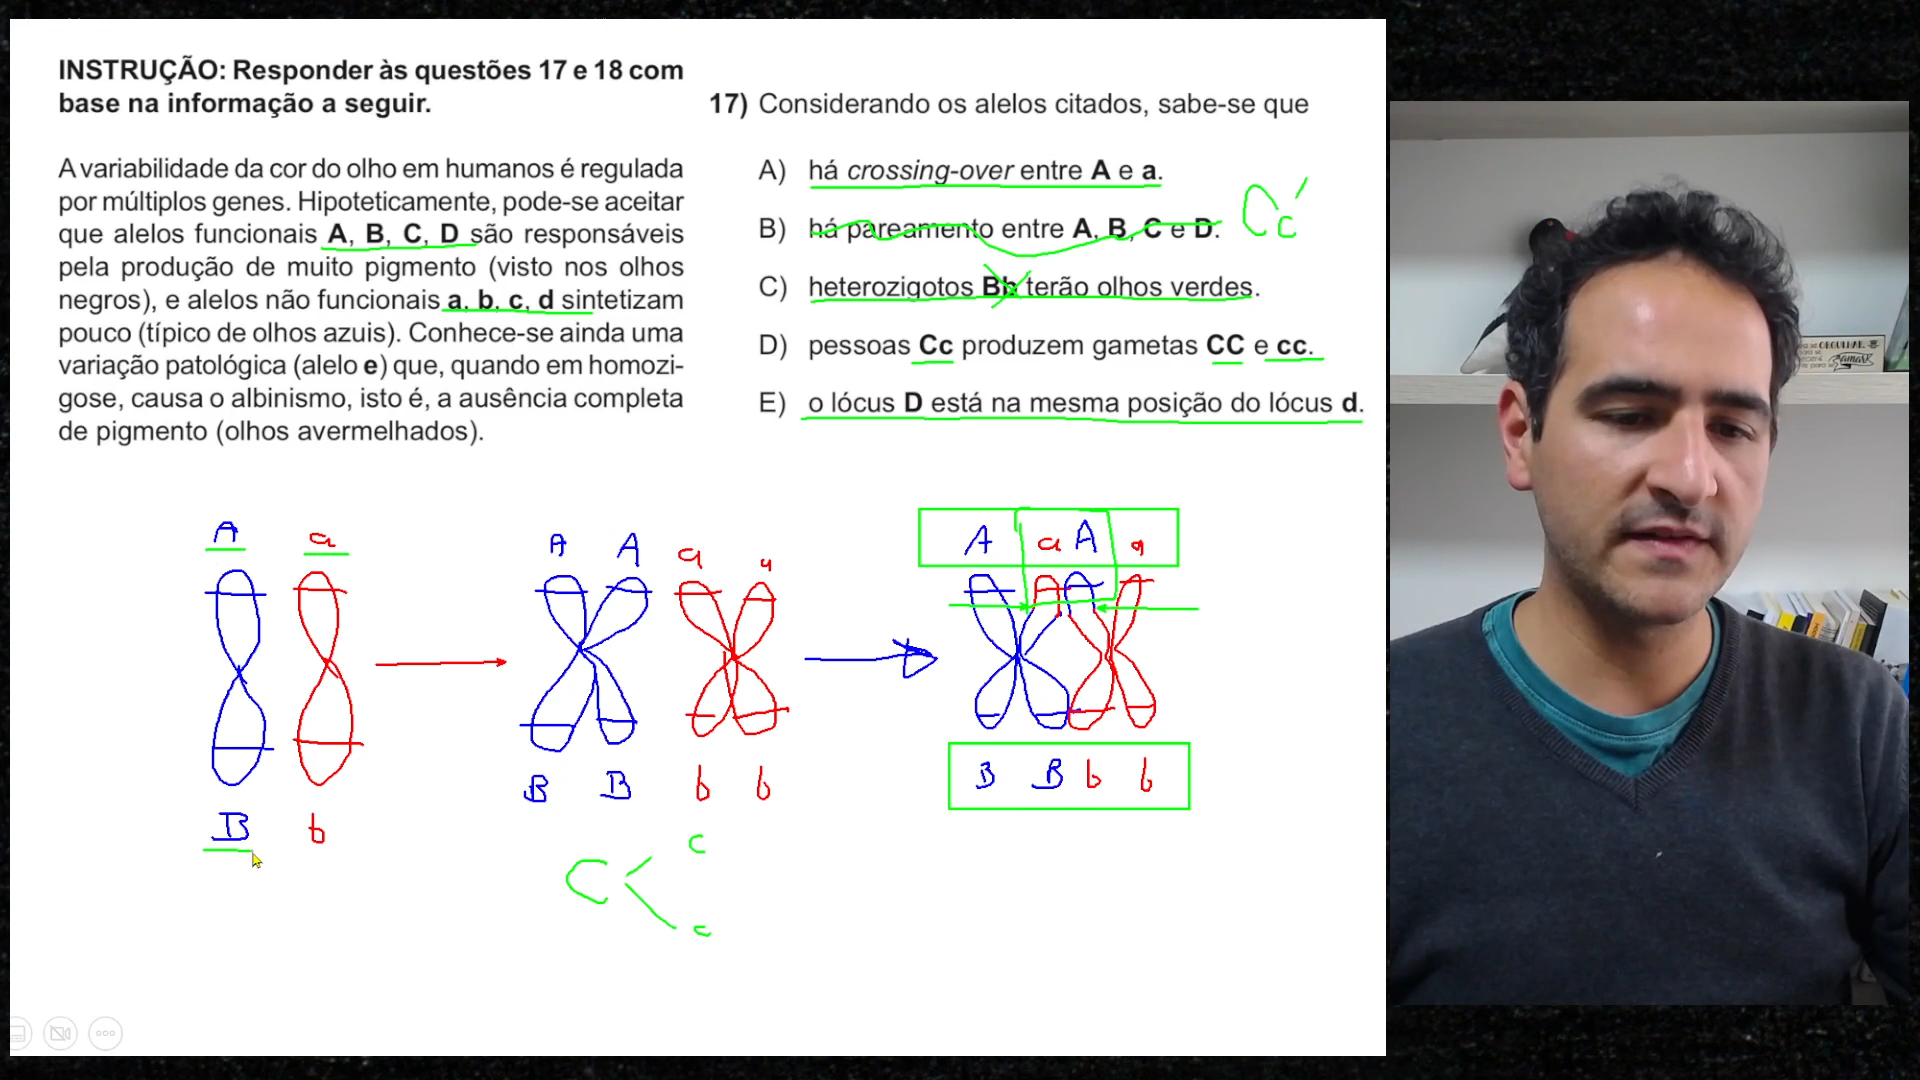 INSTRUÇÃO: Responder às questões 17 e 18 com
base na informação a seguir.
A variabilidade da cor do olho em humanos é regulada
por múltiplos genes. Hipoteticamente, pode-se aceitar
que alelos funcionais A, B, C, D são responsáveis
pela produção de muito pigmento (visto nos olhos
negros), e alelos não funcionais a, b, c, d sintetizam
pouco (típico de olhos azuis). Conhece-se ainda uma
variação patológica (alelo e) que, quando em homozi-
gose, causa o albinismo, isto é, a ausência completa
de pigmento (olhos avermelhados).
17) Considerando os alelos citados, sabe-se que
A) há crossing-over entre A e a.
B) há pareamento entre A, B, C e D.
C) heterozigotos Bb terão olhos verdes.
D) pessoas Cc produzem gametas CC e cc.
E) o lócus D está na mesma posição do lócus d.
Cc
A a
A A a a
A a A a
B b
B B b b
B B b b
C c
c
ORGULHAR